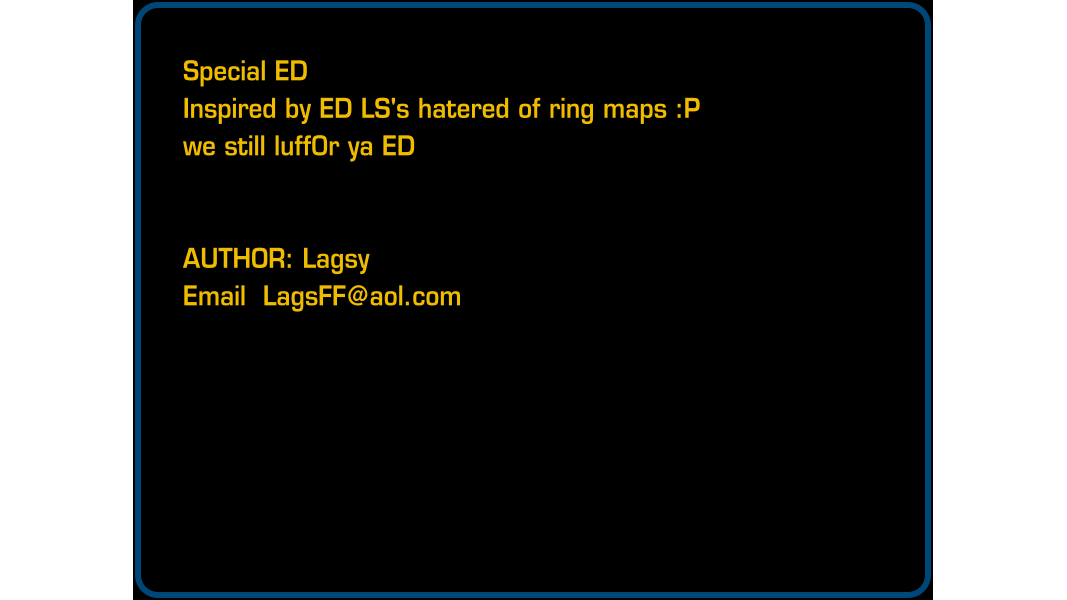 Special ED
Inspired by ED LS's hatered of ring maps :P
we still luff0r ya ED
AUTHOR: Lagsy
Email  LagsFF@aol.com